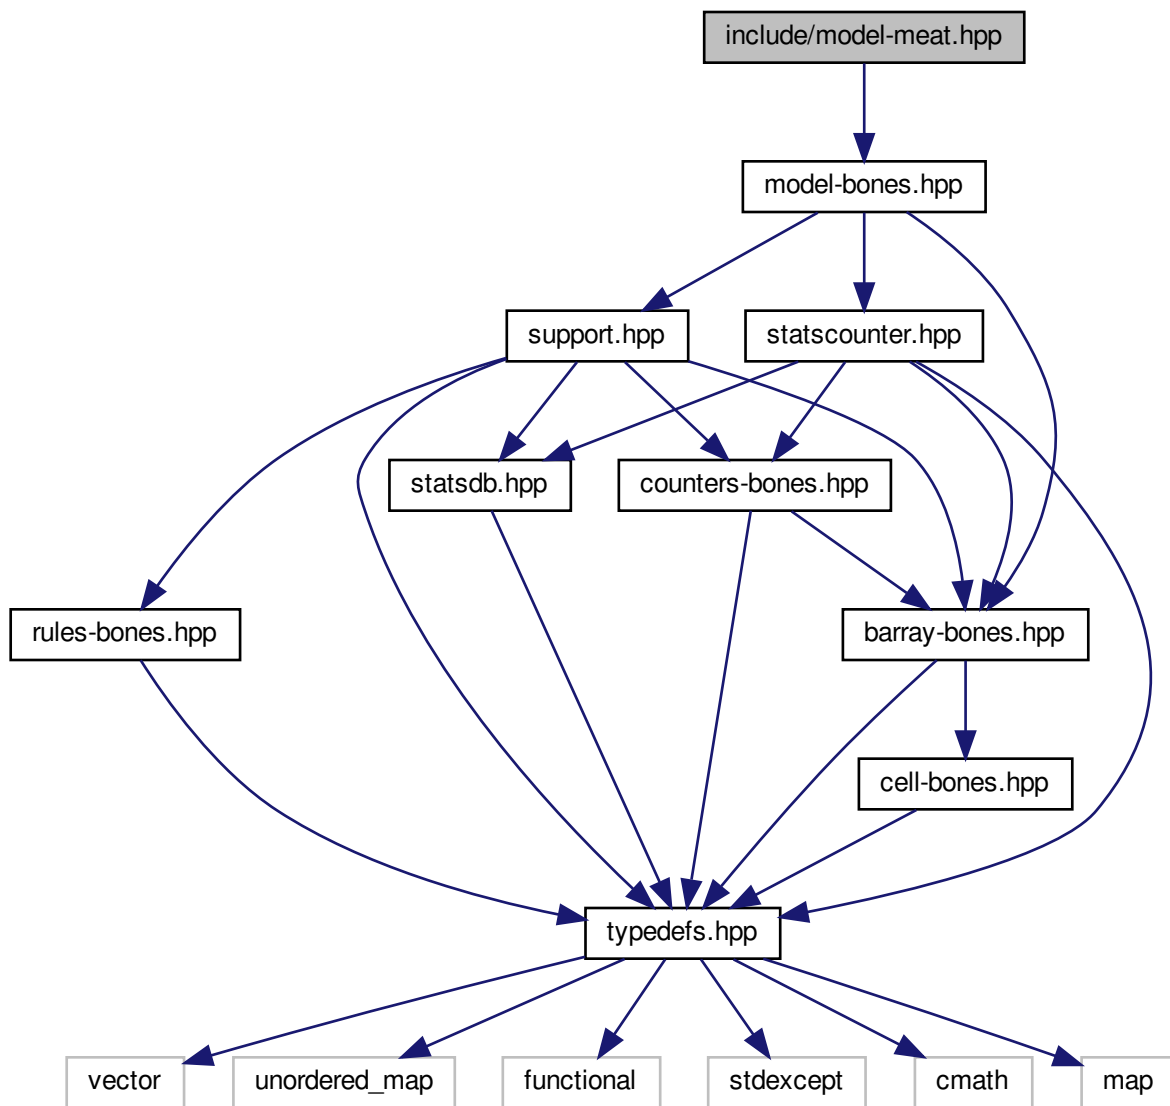 include/model-meat.hpp
model-bones.hpp
support.hpp
statscounter.hpp
statsdb.hpp
counters-bones.hpp
rules-bones.hpp
barray-bones.hpp
cell-bones.hpp
typedefs.hpp
vector
unordered_map
functional
stdexcept
cmath
map